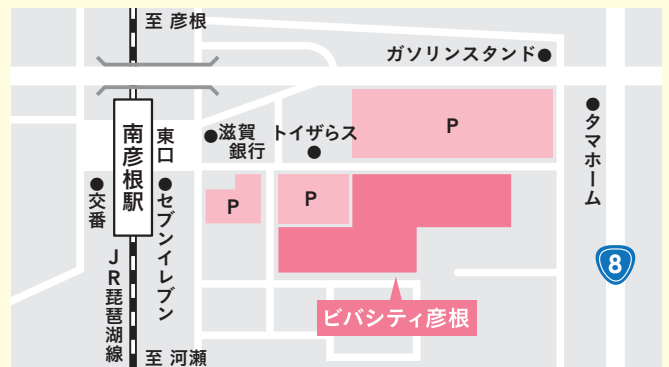 至 彦根
ガソリンスタンド
P
タマホーム
南彦根駅
東口
滋賀
銀行
トイザらス
交番
セブンイレブン
P
P
8
JR琵琶湖線
ビバシティ彦根
至 河瀬